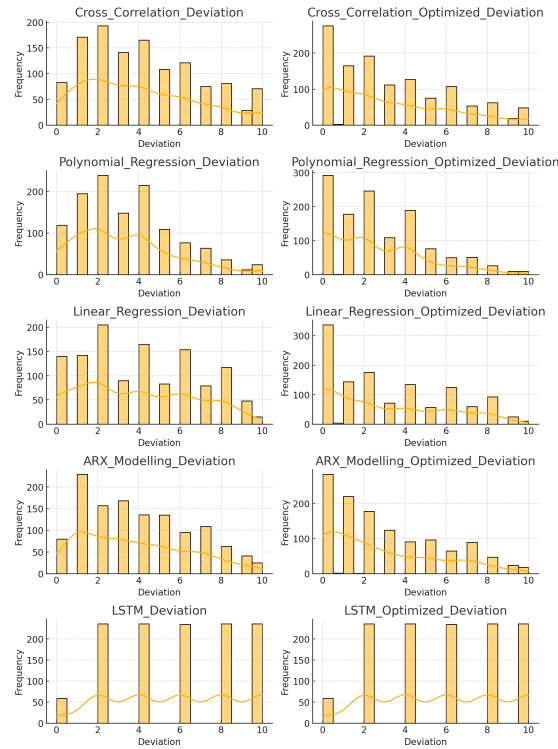 Cross_Correlation_Deviation
200
150
100
50
0
Frequency
0 2 4 6 8 10
Deviation
Cross_Correlation_Optimized_Deviation
200
100
0
Frequency
0 2 4 6 8 10
Deviation
Polynomial_Regression_Deviation
200
100
0
Frequency
0 2 4 6 8 10
Deviation
Polynomial_Regression_Optimized_Deviation
300
200
100
0
Frequency
0 2 4 6 8 10
Deviation
Linear_Regression_Deviation
200
150
100
50
0
Frequency
0 2 4 6 8 10
Deviation
Linear_Regression_Optimized_Deviation
300
200
100
0
Frequency
0 2 4 6 8 10
Deviation
ARX_Modelling_Deviation
200
150
100
50
0
Frequency
0 2 4 6 8 10
Deviation
ARX_Modelling_Optimized_Deviation
200
100
0
Frequency
0 2 4 6 8 10
Deviation
LSTM_Deviation
200
150
100
50
0
Frequency
0 2 4 6 8 10
Deviation
LSTM_Optimized_Deviation
200
150
100
50
0
Frequency
0 2 4 6 8 10
Deviation